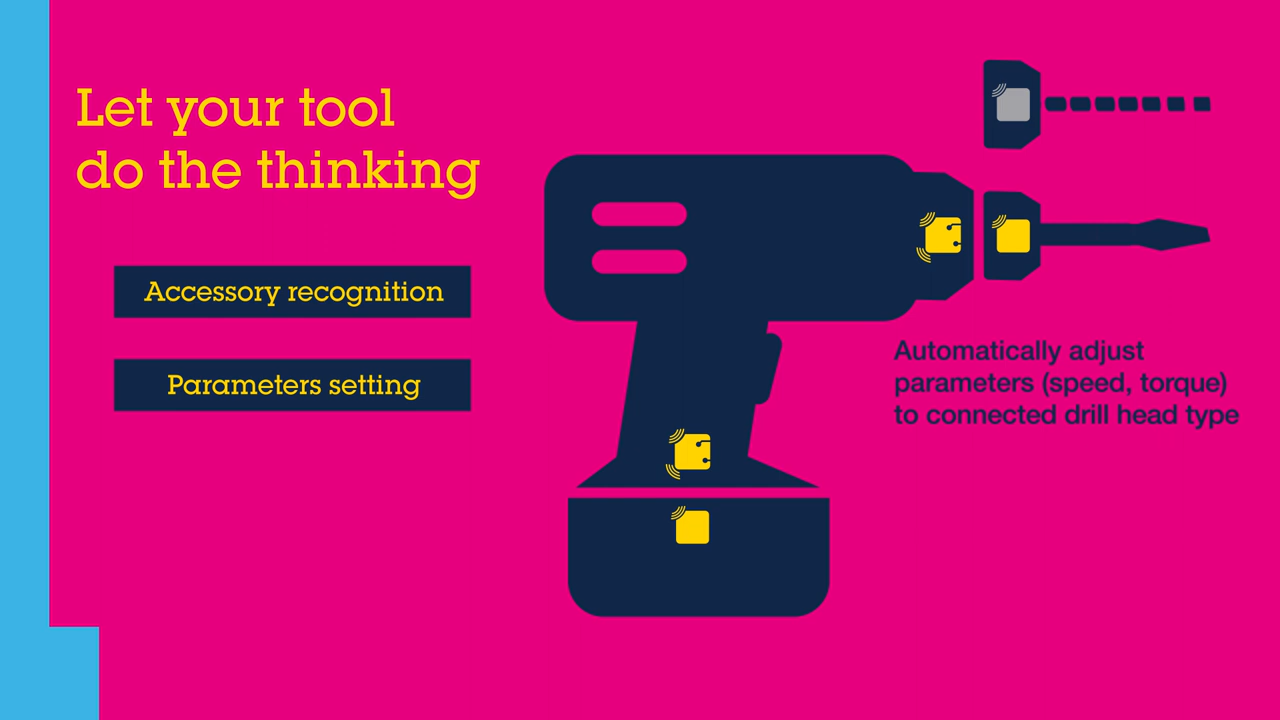 Let your tool
do the thinking
Accessory recognition
Parameters setting
Automatically adjust
parameters (speed, torque)
to connected drill head type